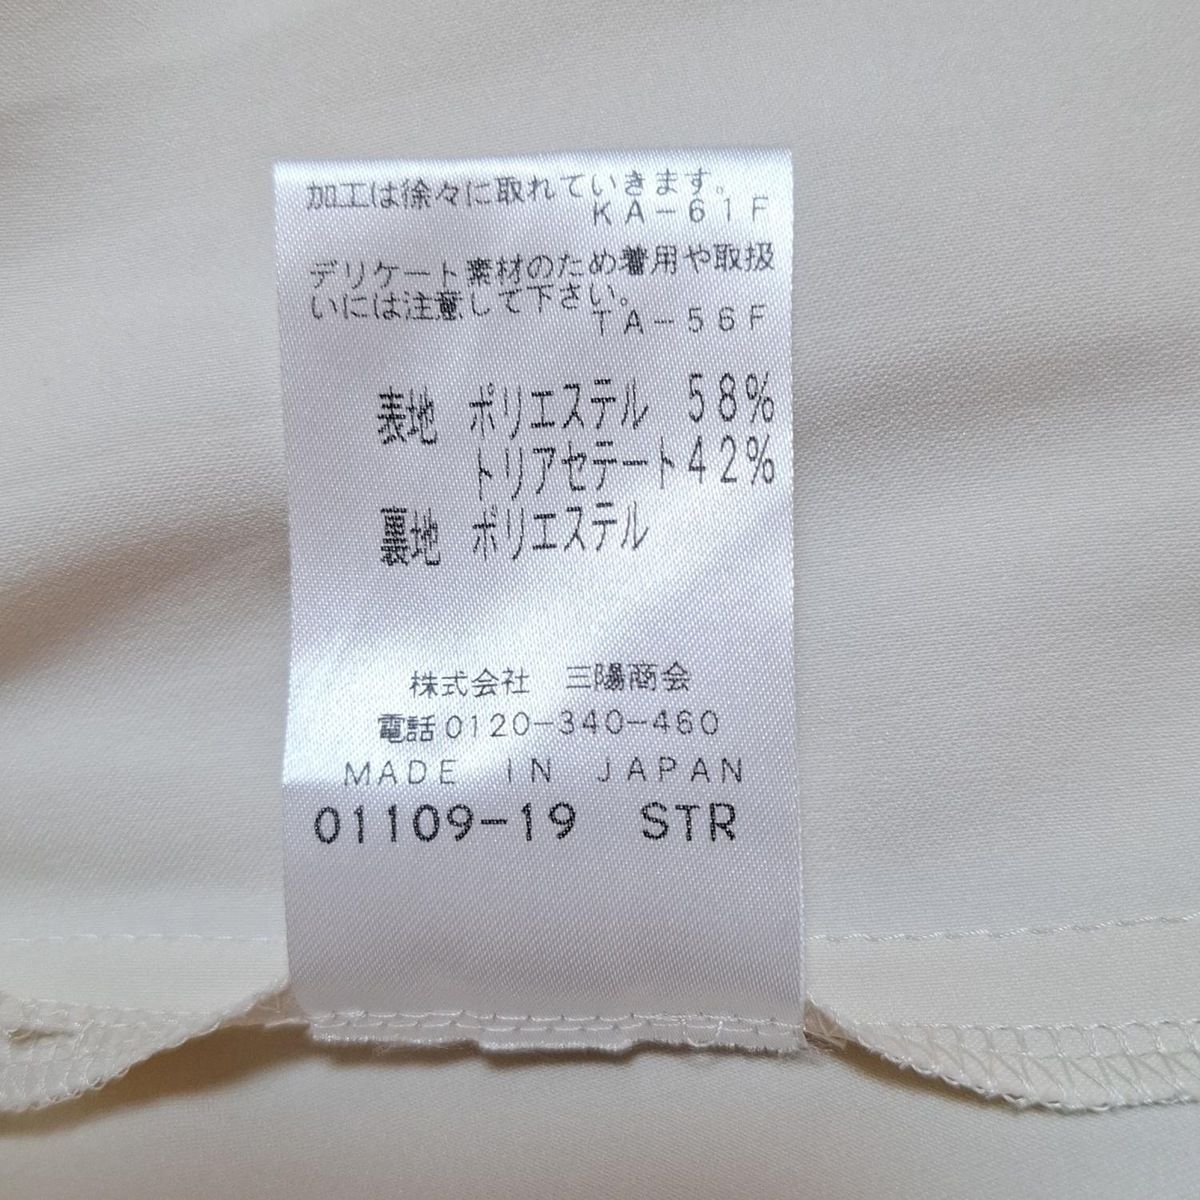 加工は徐々に取れていきます。
KA-61F
デリケート素材のため着用や取扱
いには注意して下さい。
TA-56F
表地 ポリエステル 58%
トリアセテート42%
裏地 ポリエステル
株式会社 三陽商会
電話0120-340-460
MADE IN JAPAN
01109-19 STR